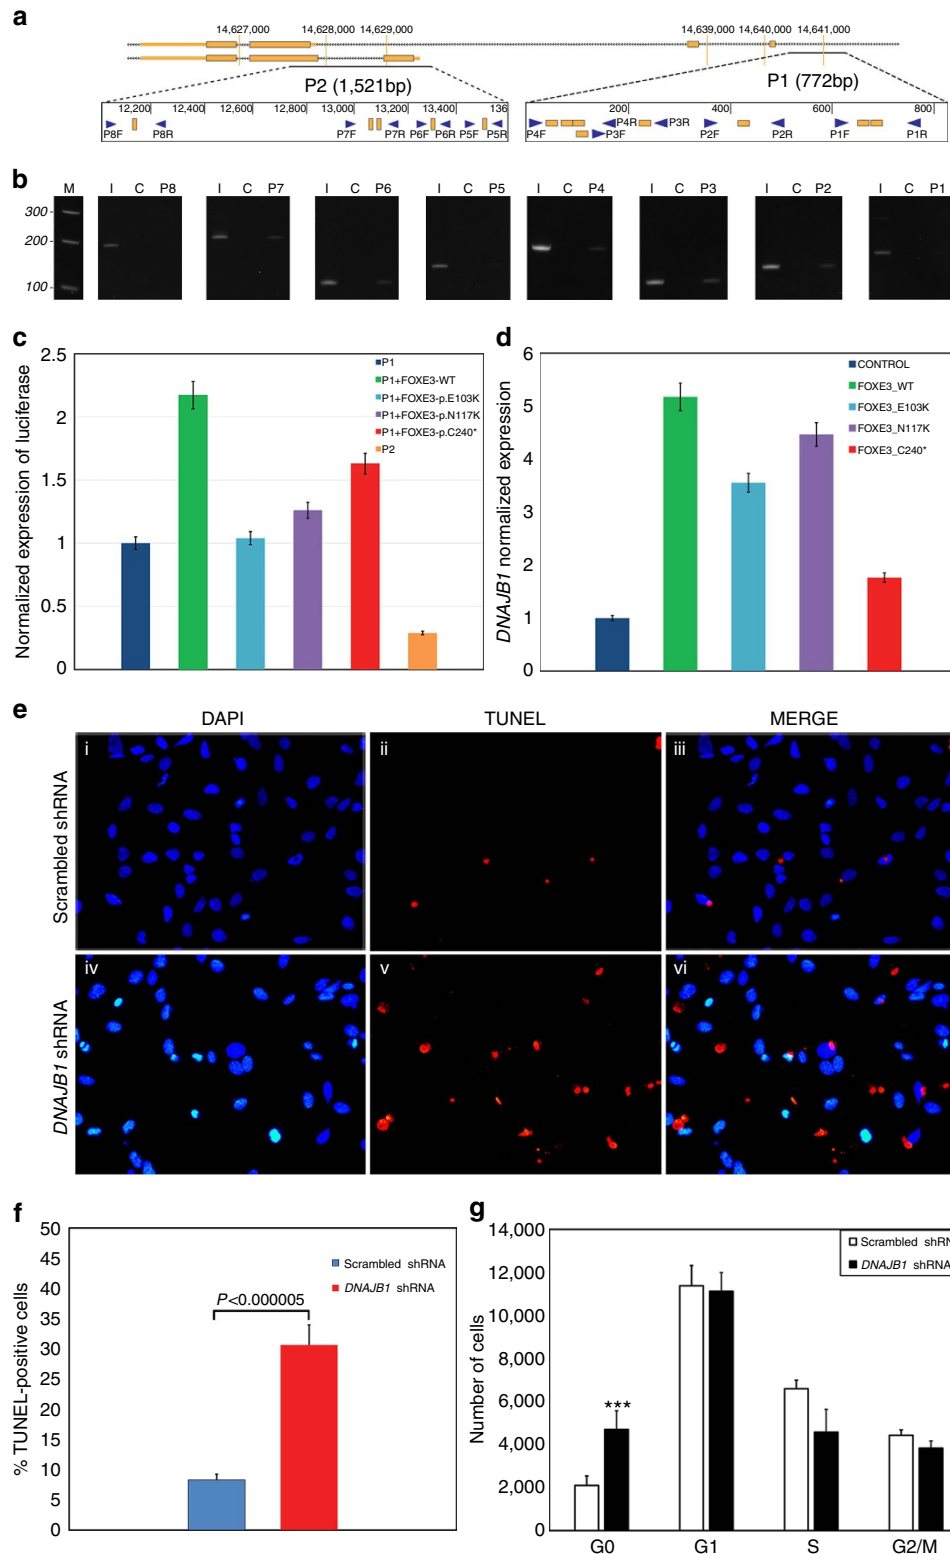 a
14,627,000 14,628,000 14,629,000 14,639,000 14,640,000 14,641,000
P2 (1,521bp) P1 (772bp)
12,200 12,400 12,600 12,800 13,000 13,200 13,400 136
P8F P8R P7F P7R P6F P6R P5F P5R
200 400 600 800
P4F P4R P3F P3R P2F P2R P1F P1R
b
M I C P8 I C P7 I C P6 I C P5 I C P4 I C P3 I C P2 I C P1
300
200
100
c
Normalized expression of luciferase
2.5
2
1.5
1
0.5
0
P1
P1+FOXE3-WT
P1+FOXE3-p.E103K
P1+FOXE3-p.N117K
P1+FOXE3-p.C240*
P2
d
DNAJB1 normalized expression
6
5
4
3
2
1
0
CONTROL
FOXE3_WT
FOXE3_E103K
FOXE3_N117K
FOXE3_C240*
e
DAPI TUNEL MERGE
Scrambled shRNA
i ii iii
DNAJB1 shRNA
iv v vi
f
% TUNEL-positive cells
50
45
40
35
30
25
20
15
10
5
0
Scrambled shRNA
DNAJB1 shRNA
P<0.000005
g
Number of cells
14,000
12,000
10,000
8,000
6,000
4,000
2,000
0
Scrambled shRN
DNAJB1 shRNA
***
G0 G1 S G2/M